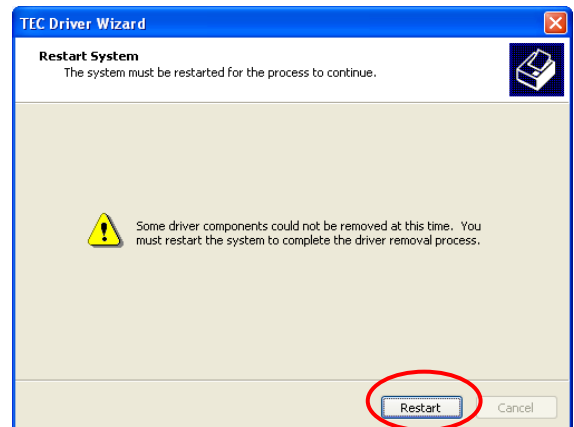 TEC Driver Wizard
Restart System
The system must be restarted for the process to continue.
Some driver components could not be removed at this time. You
must restart the system to complete the driver removal process.
Restart
Cancel